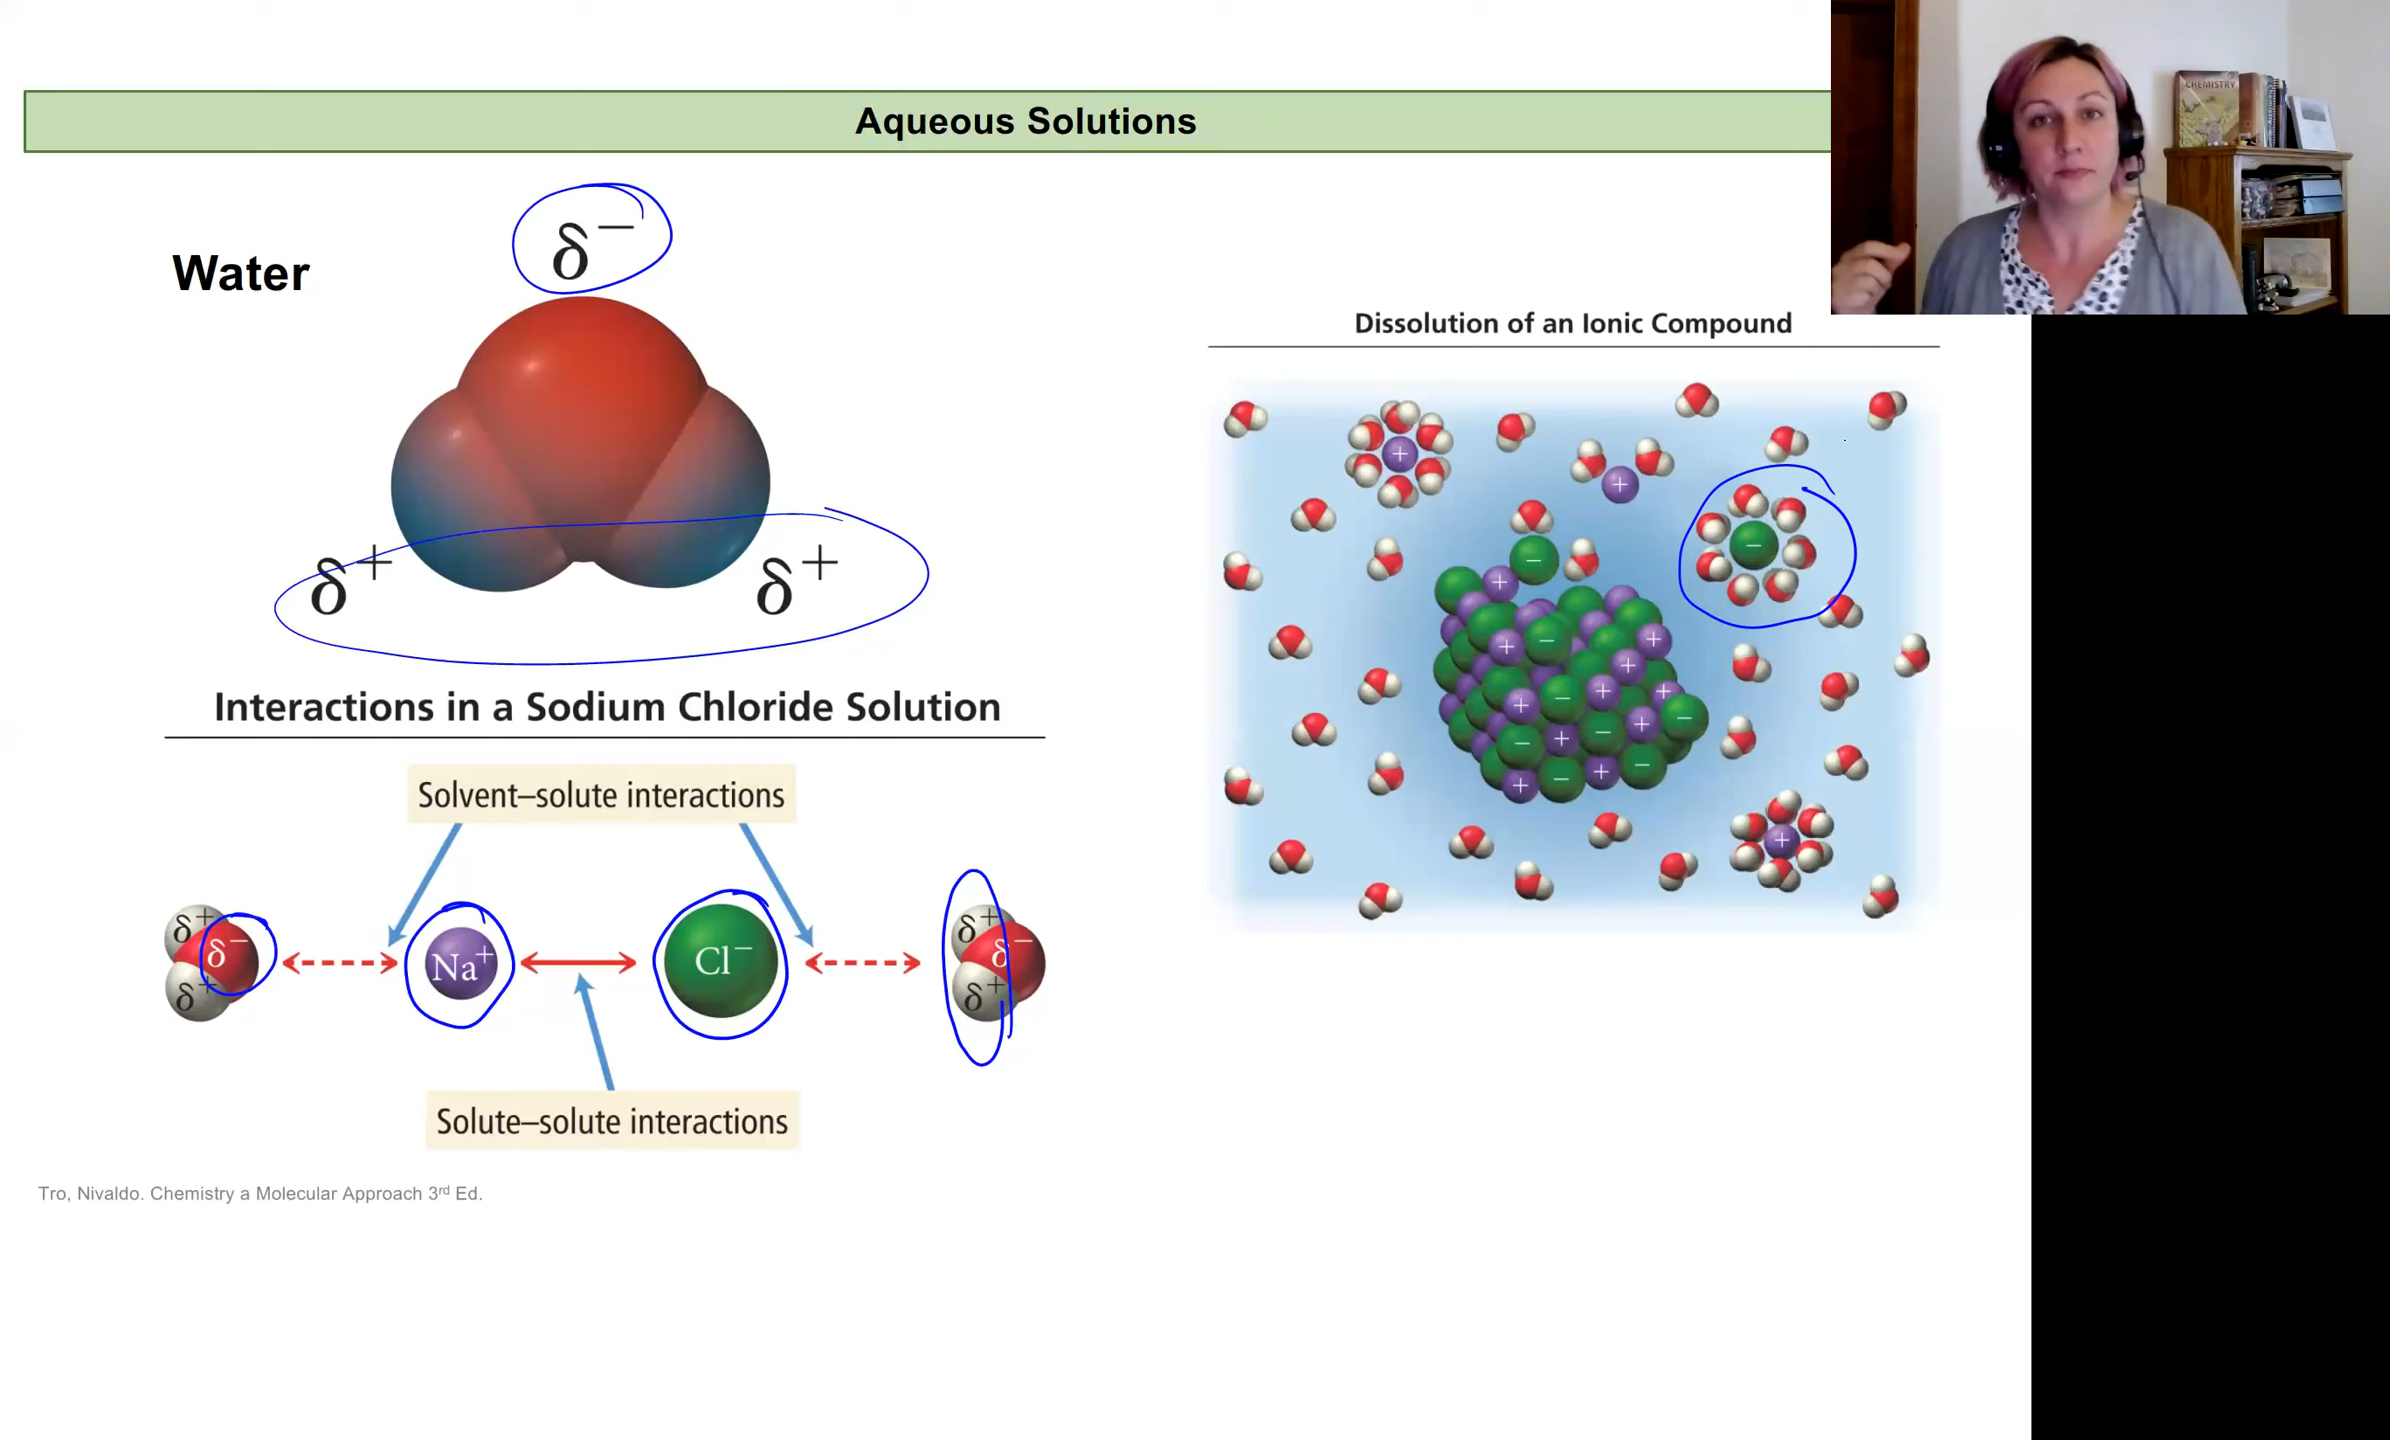 Aqueous Solutions
CHEMISTRY
Water
δ−
δ+ δ+
Dissolution of an Ionic Compound
+
+
−
−
+
− + + + − + + − + − + − − + + − + −
+
Interactions in a Sodium Chloride Solution
Solvent–solute interactions
δ+ δ− δ+
Na+
Cl−
δ+ δ− δ+
Solute–solute interactions
Tro, Nivaldo. Chemistry a Molecular Approach 3rd Ed.